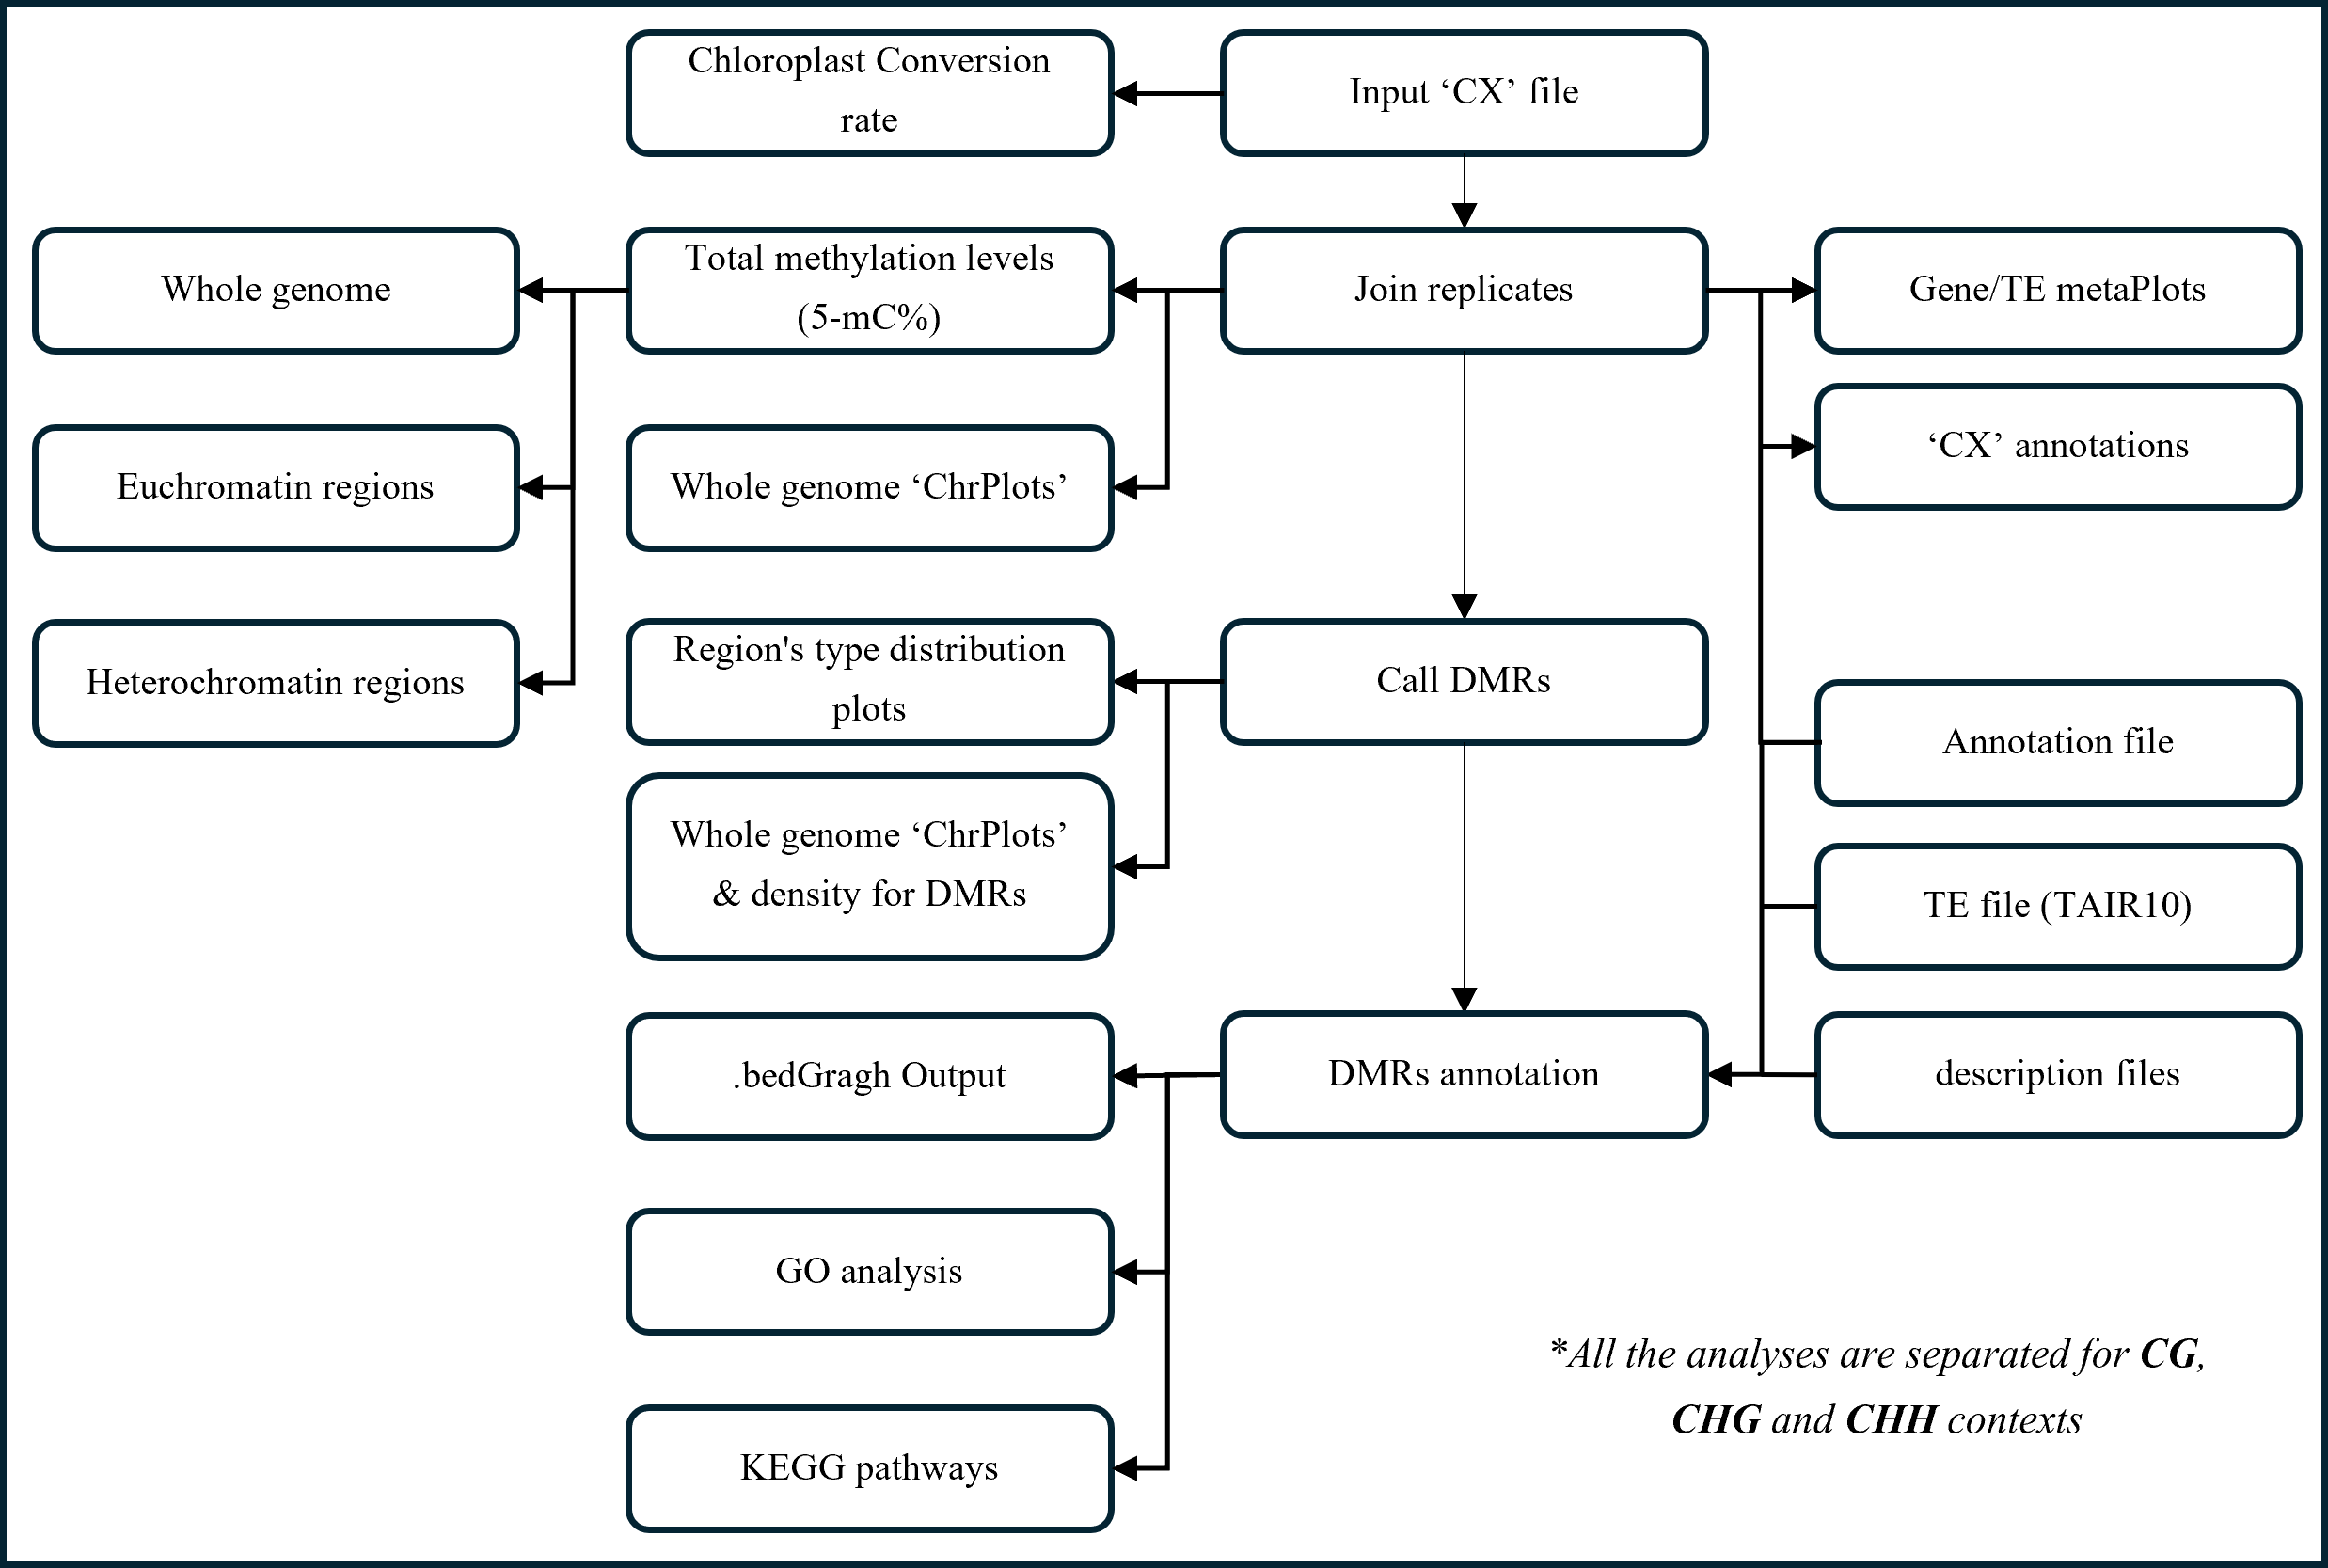 Chloroplast Conversion
rate
Input ‘CX’ file
Whole genome
Total methylation levels
(5-mC%)
Join replicates
Gene/TE metaPlots
‘CX’ annotations
Euchromatin regions
Whole genome ‘ChrPlots’
Heterochromatin regions
Region's type distribution
plots
Call DMRs
Annotation file
Whole genome ‘ChrPlots’
& density for DMRs
TE file (TAIR10)
.bedGragh Output
DMRs annotation
description files
GO analysis
KEGG pathways
*All the analyses are separated for CG,
CHG and CHH contexts